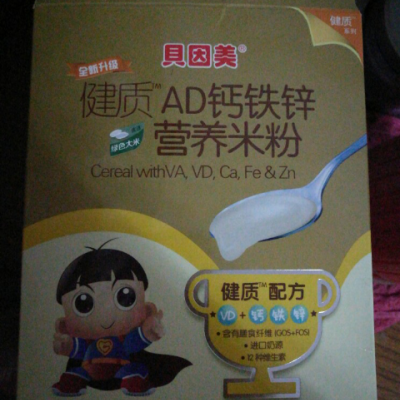 健质™
系列
贝因美®
全新升级
健质™AD钙铁锌
营养米粉
绿色大米
Cereal withVA, VD, Ca, Fe & Zn
健质™配方
VD+钙 铁 锌
• 含有膳食纤维 (GOS+FOS)
• 进口奶源
• 12种维生素